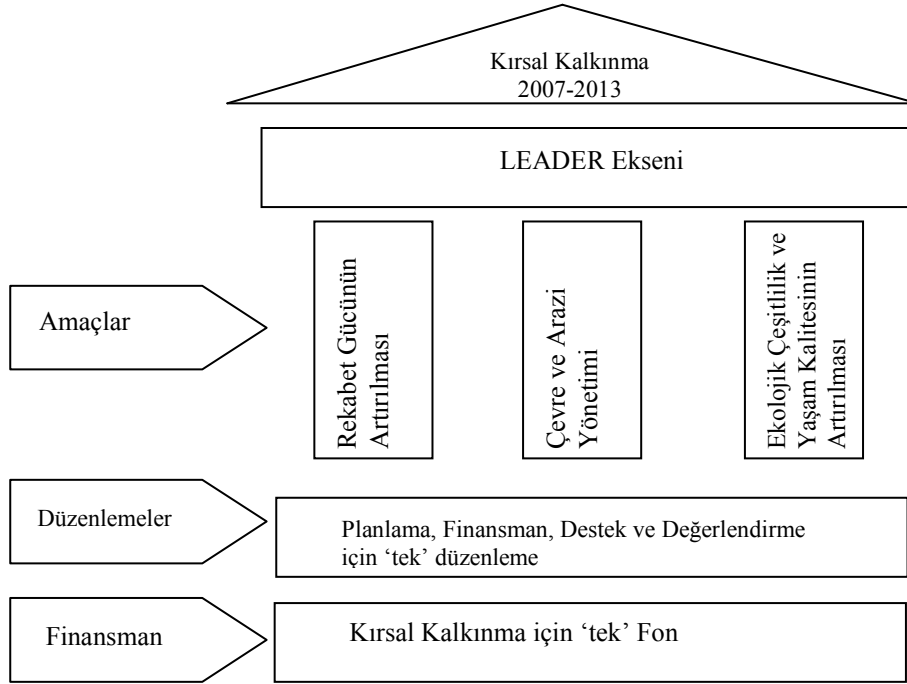 Kırsal Kalkınma
2007-2013
LEADER Ekseni
Amaçlar
Rekabet Gücünün
Artırılması
Çevre ve Arazi
Yönetimi
Ekolojik Çeşitlilik ve
Yaşam Kalitesinin
Artırılması
Düzenlemeler
Planlama, Finansman, Destek ve Değerlendirme
için ‘tek’ düzenleme
Finansman
Kırsal Kalkınma için ‘tek’ Fon